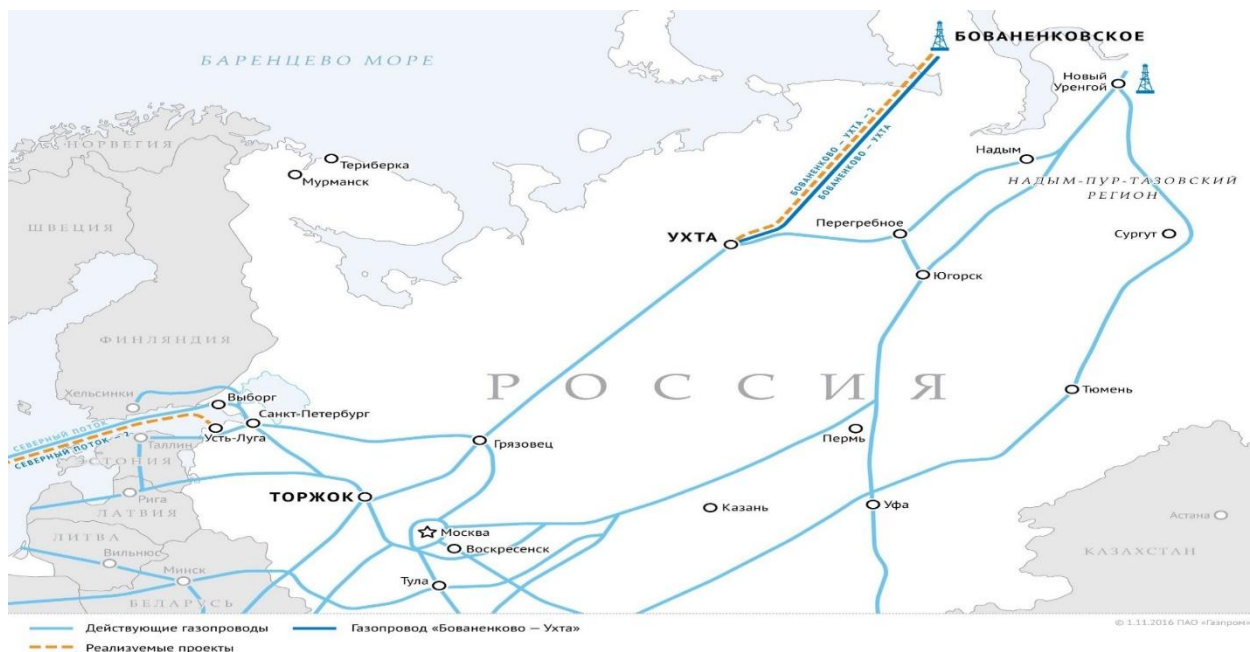 БАРЕНЦЕВО МОРЕ
БОВАНЕНКОВСКОЕ
Новый
Уренгой
НОРВЕГИЯ
Териберка
Мурманск
БОВАНЕНКОВО – УХТА – 2
БОВАНЕНКОВО – УХТА
Надым
НАДЫМ-ПУР-ТАЗОВСКИЙ
РЕГИОН
ШВЕЦИЯ
УХТА
Перегребное
Сургут
Югорск
ФИНЛЯНДИЯ
РОССИЯ
Хельсинки
Выборг
Санкт-Петербург
Тюмень
СЕВЕРНЫЙ ПОТОК
СЕВЕРНЫЙ ПОТОК – 2
Усть-Луга
Таллин
Грязовец
Пермь
ЭСТОНИЯ
Рига
ТОРЖОК
ЛАТВИЯ
Казань
Уфа
Астана
ЛИТВА
Москва
Вильнюс
Воскресенск
КАЗАХСТАН
Минск
Тула
БЕЛАРУСЬ
Действующие газопроводы
Газопровод «Бованенково – Ухта»
© 1.11.2016 ПАО «Газпром»
Реализуемые проекты